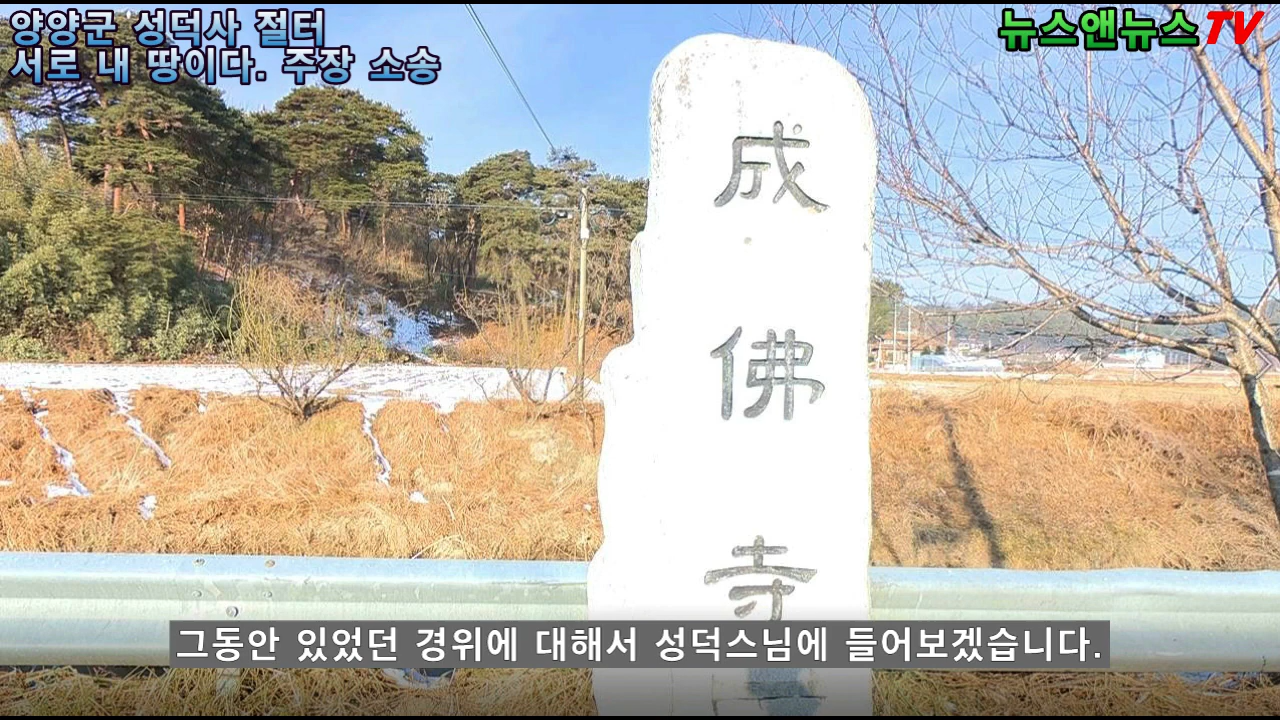 양양군 성덕사 절터
서로 내 땅이다. 주장 소송
뉴스앤뉴스TV
成
佛
寺
그동안 있었던 경위에 대해서 성덕스님에 들어보겠습니다.